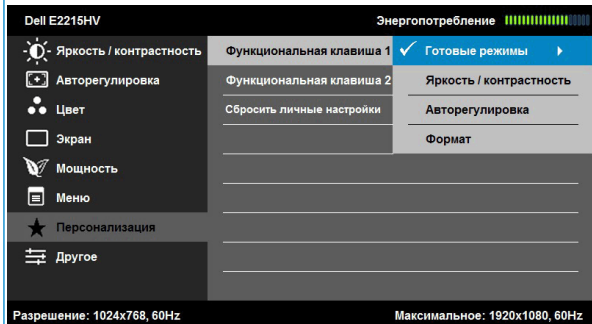 Dell E2215HV Энергопотребление
Яркость / контрастность Функциональная клавиша 1 Готовые режимы
Авторегулировка Функциональная клавиша 2 Яркость / контрастность
Цвет Сбросить личные настройки Авторегулировка
Экран Формат
Мощность
Меню
Персонализация
Другое
Разрешение: 1024x768, 60Hz Максимальное: 1920x1080, 60Hz